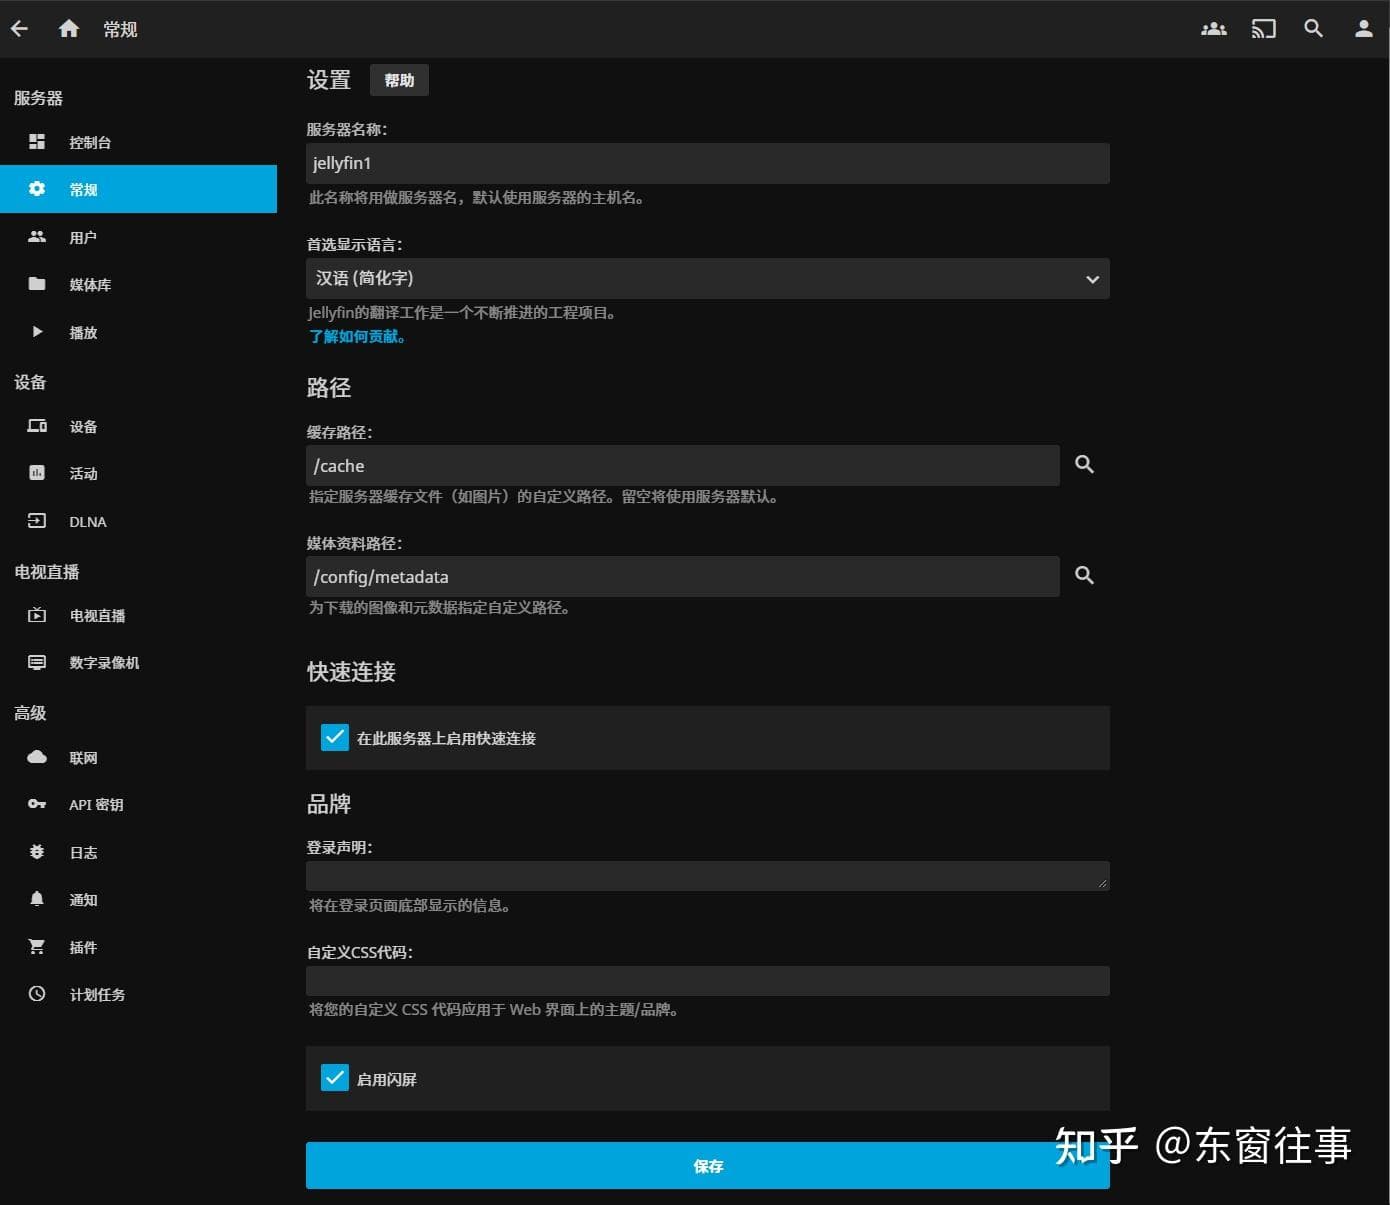 常规
服务器
控制台
常规
用户
媒体库
播放
设备
设备
活动
DLNA
电视直播
电视直播
数字录像机
高级
联网
API 密钥
日志
通知
插件
计划任务
设置 帮助
服务器名称：
jellyfin1
此名称将用做服务器名，默认使用服务器的主机名。
首选显示语言：
汉语 (简化字)
Jellyfin的翻译工作是一个不断推进的工程项目。
了解如何贡献。
路径
缓存路径：
/cache
指定服务器缓存文件（如图片）的自定义路径。留空将使用服务器默认。
媒体资料路径：
/config/metadata
为下载的图像和元数据指定自定义路径。
快速连接
在此服务器上启用快速连接
品牌
登录声明：
将在登录页面底部显示的信息。
自定义CSS代码：
将您的自定义 CSS 代码应用于 Web 界面上的主题/品牌。
启用闪屏
保存
知乎 @东窗往事